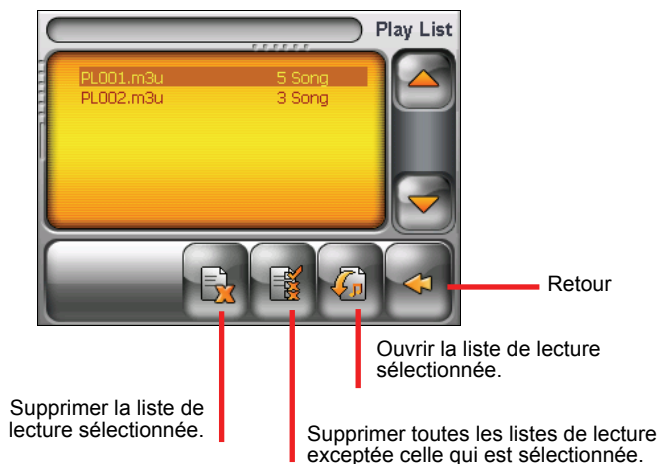 Play List
PL001.m3u 5 Song
PL002.m3u 3 Song
Retour
Ouvrir la liste de lecture
sélectionnée.
Supprimer la liste de
lecture sélectionnée.
Supprimer toutes les listes de lecture
exceptée celle qui est sélectionnée.